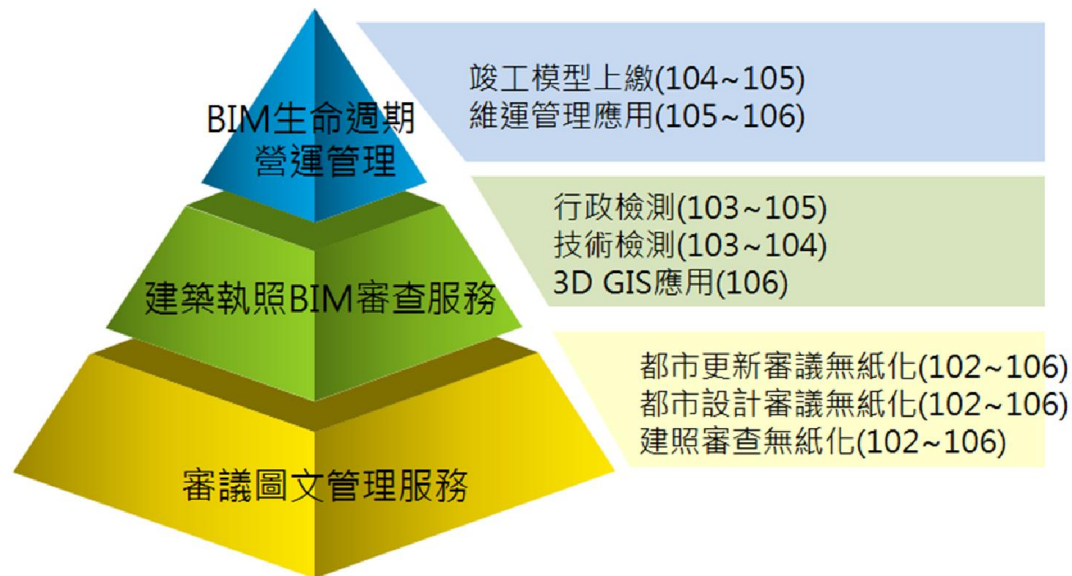 BIM生命週期
營運管理
竣工模型上繳(104~105)
維運管理應用(105~106)
建築執照BIM審查服務
行政檢測(103~105)
技術檢測(103~104)
3D GIS應用(106)
審議圖文管理服務
都市更新審議無紙化(102~106)
都市設計審議無紙化(102~106)
建照審查無紙化(102~106)